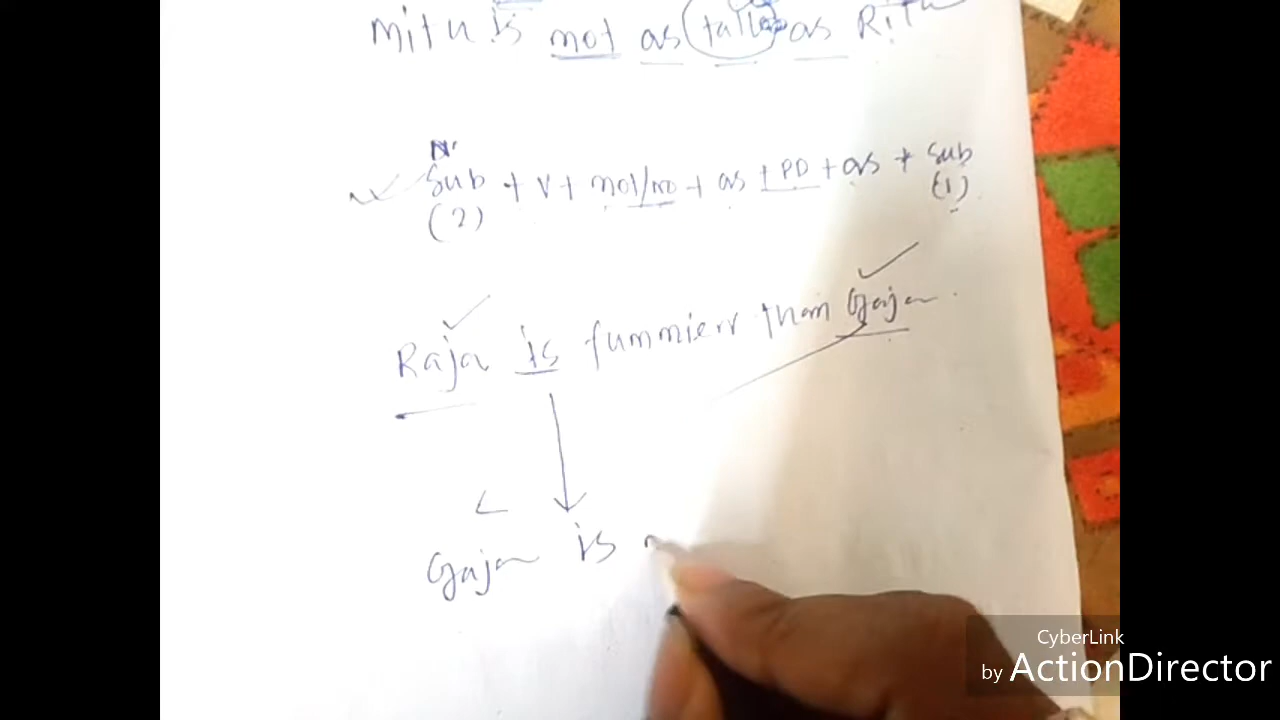 Mitu is not as tall as Ritu
N.
Sub + V + not/no + as + PD + as + Sub
(2) (1)
Raja is funnier than Gaja.
Gaja is
CyberLink
by ActionDirector